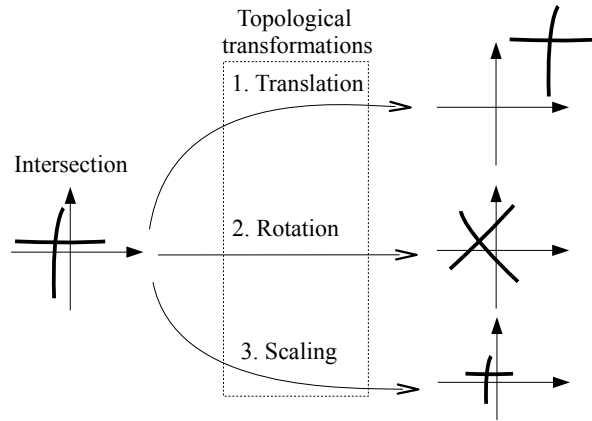 Topological
transformations
1. Translation
Intersection
2. Rotation
3. Scaling